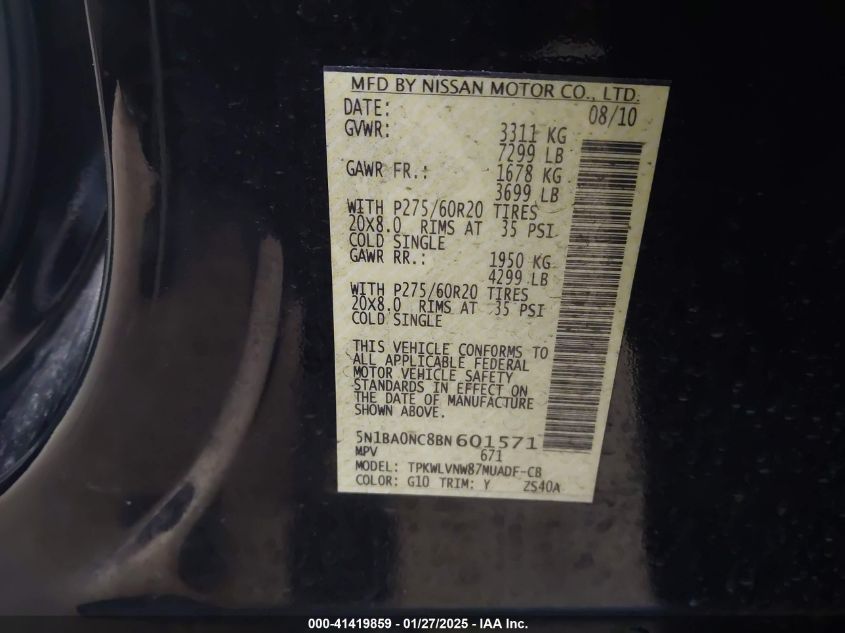 MFD BY NISSAN MOTOR CO., LTD.
DATE: 08/10
GVWR: 3311 KG
7299 LB
GAWR FR.: 1678 KG
3699 LB
WITH P275/60R20 TIRES
20X8.0 RIMS AT 35 PSI
COLD SINGLE
GAWR RR.: 1950 KG
4299 LB
WITH P275/60R20 TIRES
20X8.0 RIMS AT 35 PSI
COLD SINGLE
THIS VEHICLE CONFORMS TO
ALL APPLICABLE FEDERAL
MOTOR VEHICLE SAFETY
STANDARDS IN EFFECT ON
THE DATE OF MANUFACTURE
SHOWN ABOVE.
5N1BA0NC8BN 601571
MPV 671
MODEL: TPKWLVNW87MUADF-CB
COLOR: G10 TRIM: Y ZS40A
000-41419859 - 01/27/2025 - IAA Inc.